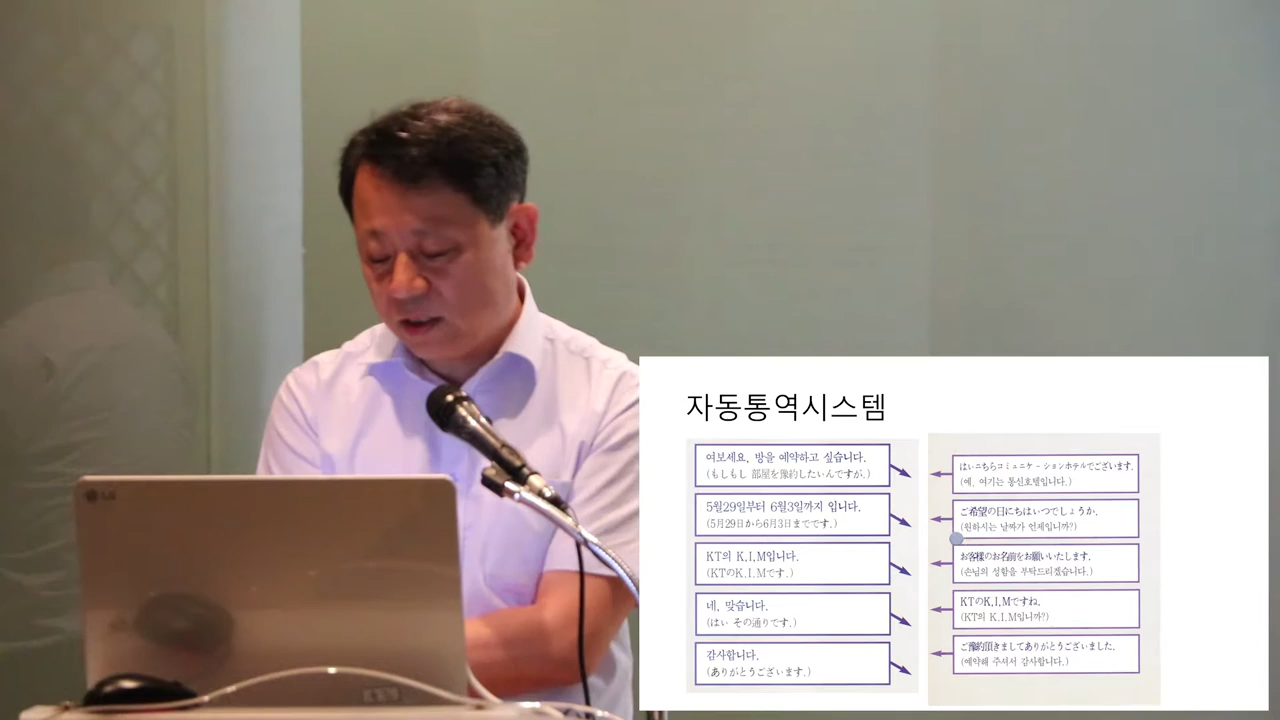 LG
자동통역시스템
여보세요, 방을 예약하고 싶습니다.
(もしもし 部屋を豫約したいんですが.)
5월29일부터 6월3일까지 입니다.
(5月29日から6月3日までです.)
KT의 K.I.M입니다.
(KTのK.I.Mです.)
네, 맞습니다.
(はい その通りです.)
감사합니다.
(ありがとうございます.)
はい こちらコミュニケ-ションホテルでございます.
(예, 여기는 통신호텔입니다.)
ご希望の日にちはいつでしょうか.
(원하시는 날짜가 언제입니까?)
お客樣のお名前をお願いいたします.
(손님의 성함을 부탁드리겠습니다.)
KTのK.I.Mですね.
(KT의 K.I.M입니까?)
ご豫約頂きましてありがとうございました.
(예약해 주셔서 감사합니다.)